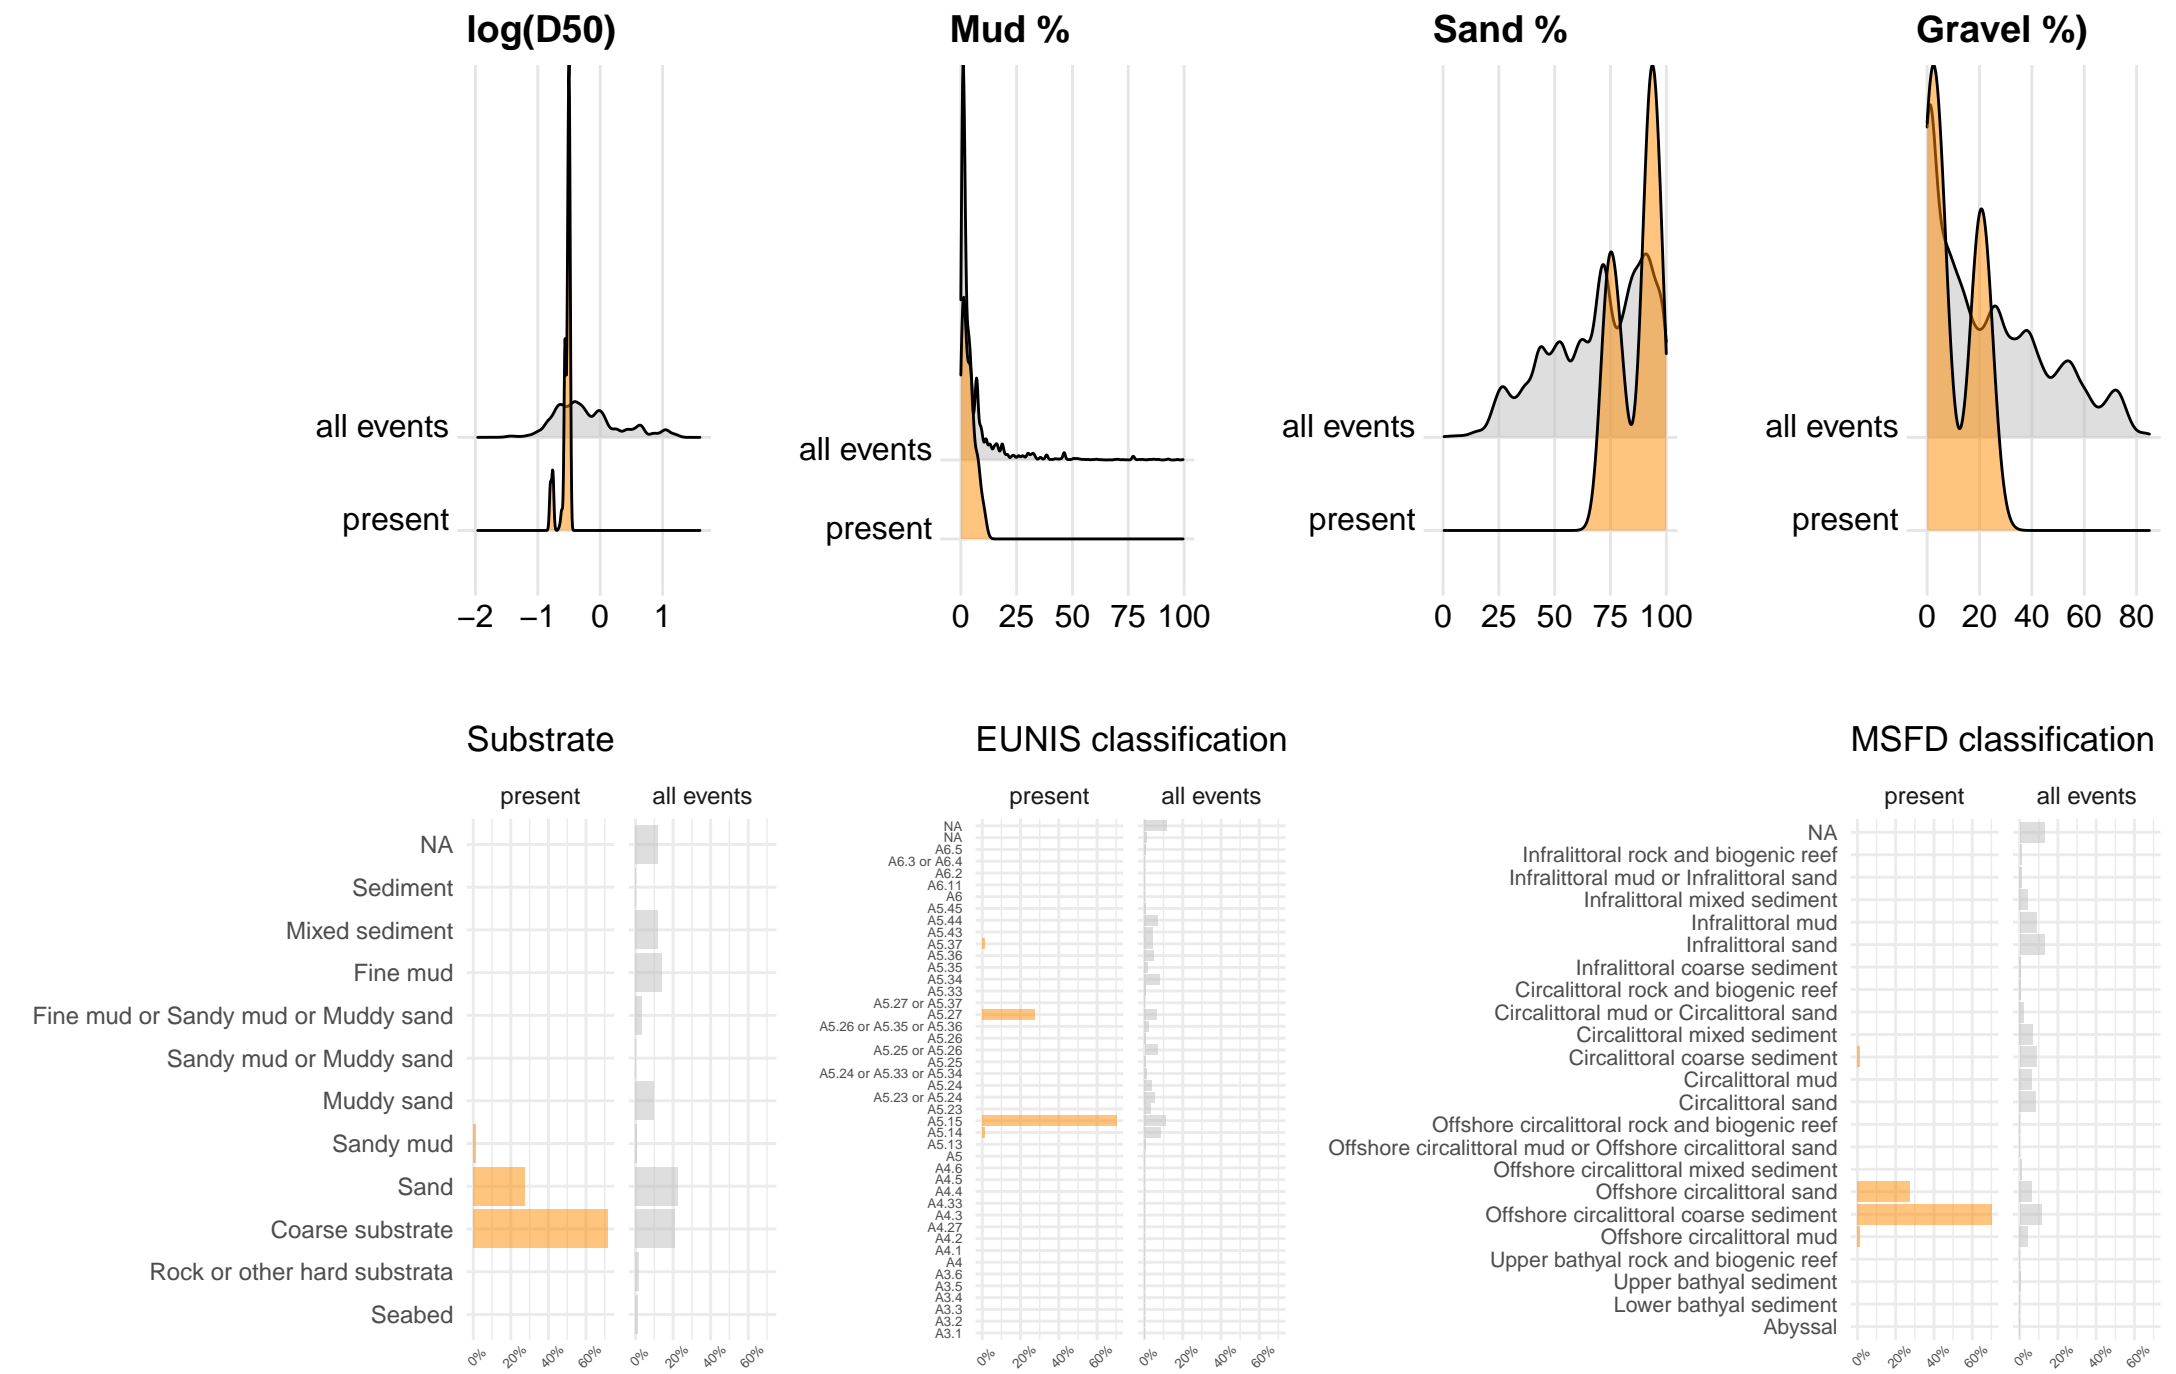 log(D50)
Mud %
Sand %
Gravel %)
all events
present
−2 −1 0 1
all events
present
0 25 50 75 100
all events
present
0 25 50 75 100
all events
present
0 20 40 60 80
Substrate
present all events
NA
Sediment
Mixed sediment
Fine mud
Fine mud or Sandy mud or Muddy sand
Sandy mud or Muddy sand
Muddy sand
Sandy mud
Sand
Coarse substrate
Rock or other hard substrata
Seabed
0% 20% 40% 60% 0% 20% 40% 60%
EUNIS classification
present all events
NA
NA
A6.5
A6.3 or A6.4
A6.2
A6.11
A6
A5.45
A5.44
A5.43
A5.37
A5.36
A5.35
A5.34
A5.33
A5.27 or A5.37
A5.27
A5.26 or A5.35 or A5.36
A5.26
A5.25 or A5.26
A5.25
A5.24 or A5.33 or A5.34
A5.24
A5.23 or A5.24
A5.23
A5.15
A5.14
A5.13
A5
A4.6
A4.5
A4.4
A4.33
A4.3
A4.27
A4.2
A4.1
A4
A3.6
A3.5
A3.4
A3.3
A3.2
A3.1
0% 20% 40% 60% 0% 20% 40% 60%
MSFD classification
present all events
NA
Infralittoral rock and biogenic reef
Infralittoral mud or Infralittoral sand
Infralittoral mixed sediment
Infralittoral mud
Infralittoral sand
Infralittoral coarse sediment
Circalittoral rock and biogenic reef
Circalittoral mud or Circalittoral sand
Circalittoral mixed sediment
Circalittoral coarse sediment
Circalittoral mud
Circalittoral sand
Offshore circalittoral rock and biogenic reef
Offshore circalittoral mud or Offshore circalittoral sand
Offshore circalittoral mixed sediment
Offshore circalittoral sand
Offshore circalittoral coarse sediment
Offshore circalittoral mud
Upper bathyal rock and biogenic reef
Upper bathyal sediment
Lower bathyal sediment
Abyssal
0% 20% 40% 60% 0% 20% 40% 60%